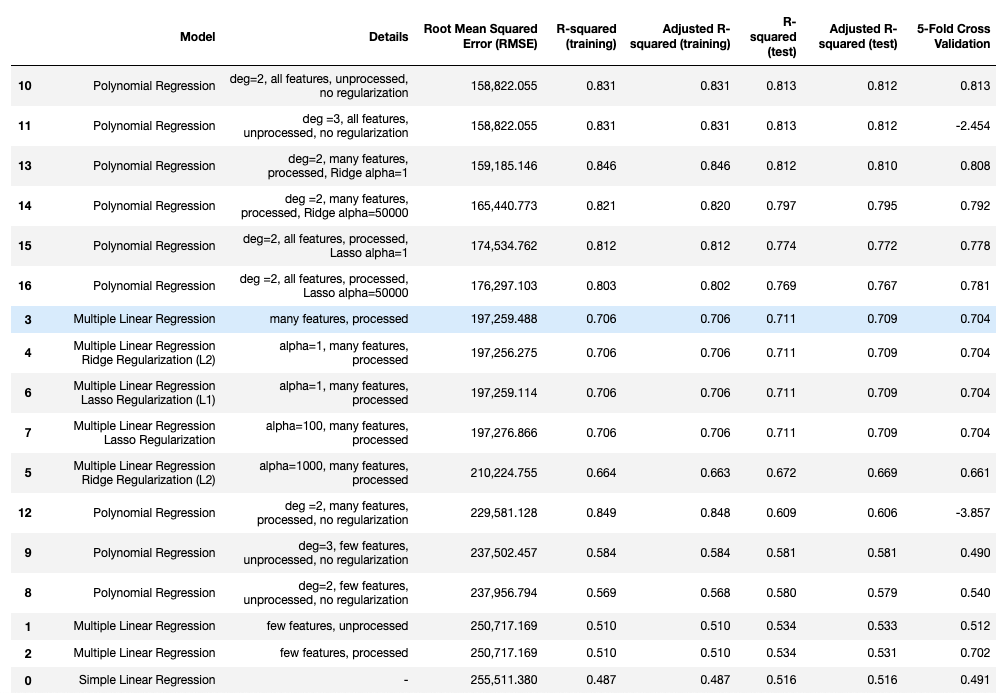 Model Details Root Mean Squared Error (RMSE) R-squared (training) Adjusted R-squared (training) R-squared (test) Adjusted R-squared (test) 5-Fold Cross Validation
10 Polynomial Regression deg=2, all features, unprocessed, no regularization 158,822.055 0.831 0.831 0.813 0.812 0.813
11 Polynomial Regression deg =3, all features, unprocessed, no regularization 158,822.055 0.831 0.831 0.813 0.812 -2.454
13 Polynomial Regression deg=2, many features, processed, Ridge alpha=1 159,185.146 0.846 0.846 0.812 0.810 0.808
14 Polynomial Regression deg =2, many features, processed, Ridge alpha=50000 165,440.773 0.821 0.820 0.797 0.795 0.792
15 Polynomial Regression deg=2, all features, processed, Lasso alpha=1 174,534.762 0.812 0.812 0.774 0.772 0.778
16 Polynomial Regression deg =2, all features, processed, Lasso alpha=50000 176,297.103 0.803 0.802 0.769 0.767 0.781
3 Multiple Linear Regression many features, processed 197,259.488 0.706 0.706 0.711 0.709 0.704
4 Multiple Linear Regression Ridge Regularization (L2) alpha=1, many features, processed 197,256.275 0.706 0.706 0.711 0.709 0.704
6 Multiple Linear Regression Lasso Regularization (L1) alpha=1, many features, processed 197,259.114 0.706 0.706 0.711 0.709 0.704
7 Multiple Linear Regression Lasso Regularization alpha=100, many features, processed 197,276.866 0.706 0.706 0.711 0.709 0.704
5 Multiple Linear Regression Ridge Regularization (L2) alpha=1000, many features, processed 210,224.755 0.664 0.663 0.672 0.669 0.661
12 Polynomial Regression deg =2, many features, processed, no regularization 229,581.128 0.849 0.848 0.609 0.606 -3.857
9 Polynomial Regression deg=3, few features, unprocessed, no regularization 237,502.457 0.584 0.584 0.581 0.581 0.490
8 Polynomial Regression deg=2, few features, unprocessed, no regularization 237,956.794 0.569 0.568 0.580 0.579 0.540
1 Multiple Linear Regression few features, unprocessed 250,717.169 0.510 0.510 0.534 0.533 0.512
2 Multiple Linear Regression few features, processed 250,717.169 0.510 0.510 0.534 0.531 0.702
0 Simple Linear Regression - 255,511.380 0.487 0.487 0.516 0.516 0.491